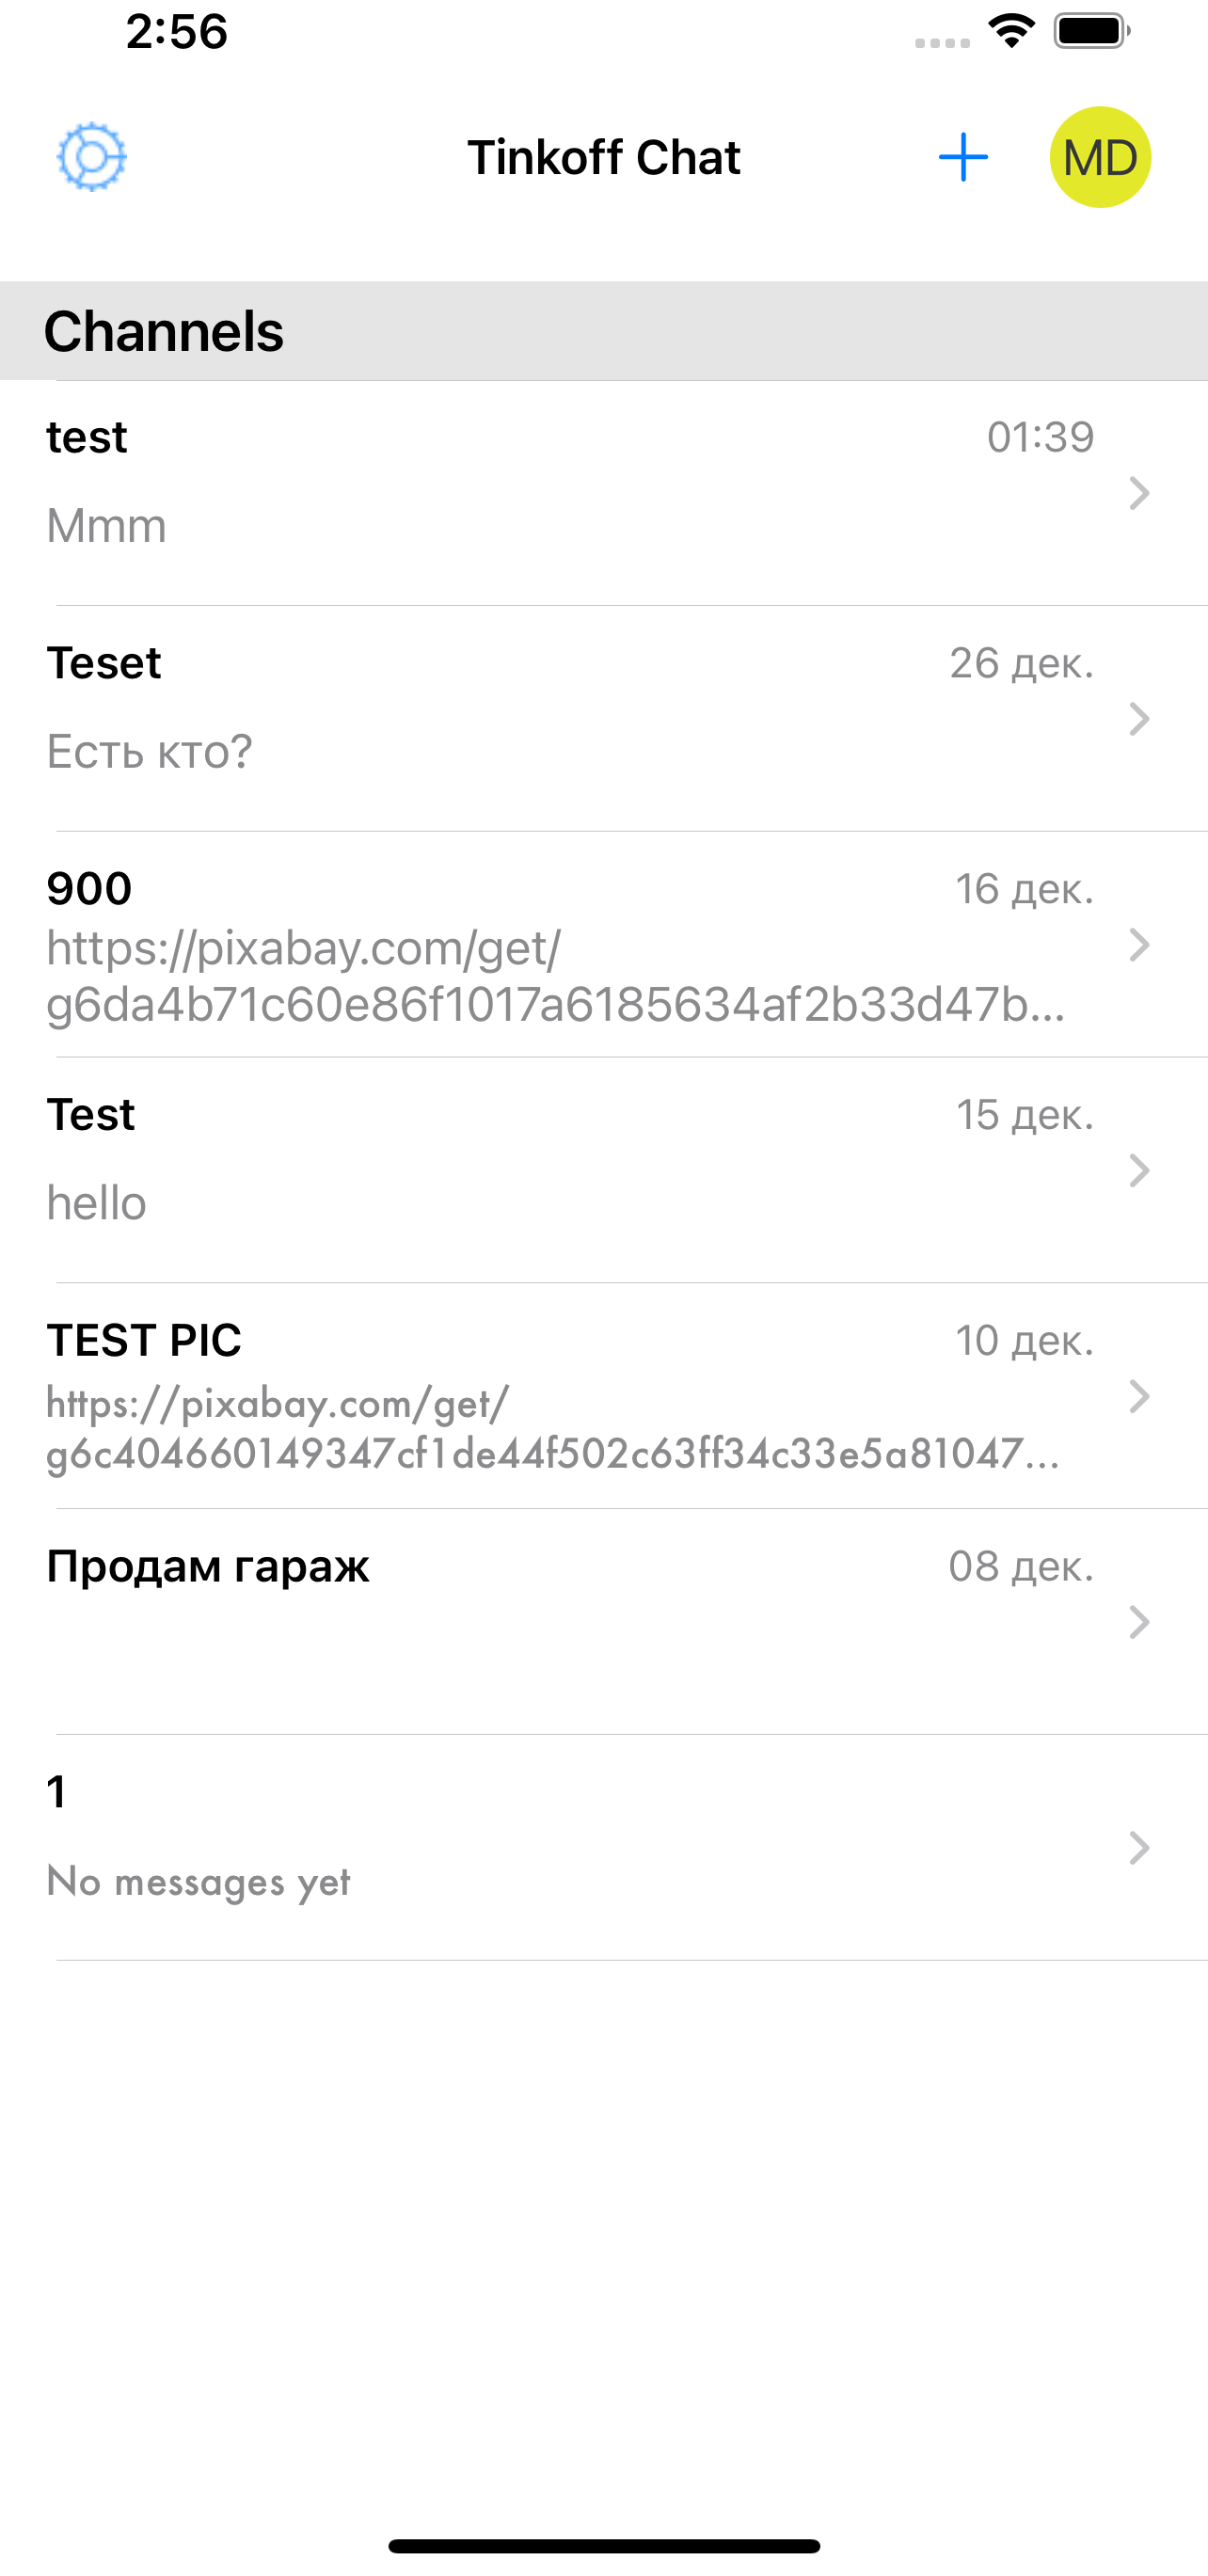 2:56
Tinkoff Chat
MD
Channels
test
01:39
Mmm
Teset
26 дек.
Есть кто?
900
16 дек.
https://pixabay.com/get/
g6da4b71c60e86f1017a6185634af2b33d47b...
Test
15 дек.
hello
TEST PIC
10 дек.
https://pixabay.com/get/
g6c404660149347cf1de44f502c63ff34c33e5a81047...
Продам гараж
08 дек.
1
No messages yet